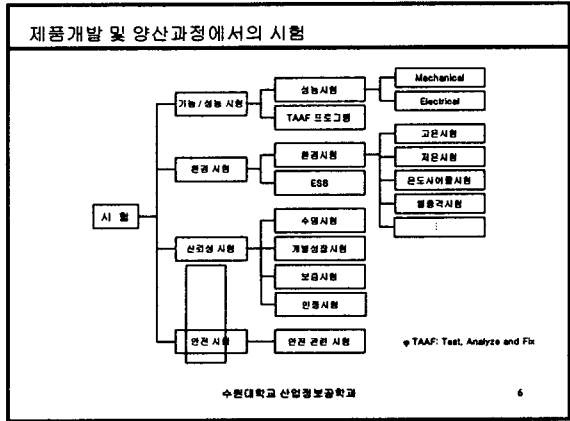 제품개발 및 양산과정에서의 시험
시 험
기능 / 성능 시험
성능시험
Mechanical
Electrical
TAAF 프로그램
환경 시험
환경시험
고온시험
저온시험
온도사이클시험
열충격시험
⋮
ESS
신뢰성 시험
수명시험
개발성장시험
보증시험
인정시험
안전 시험
안전 관련 시험
φ TAAF: Test, Analyze and Fix
수원대학교 산업정보공학과
6